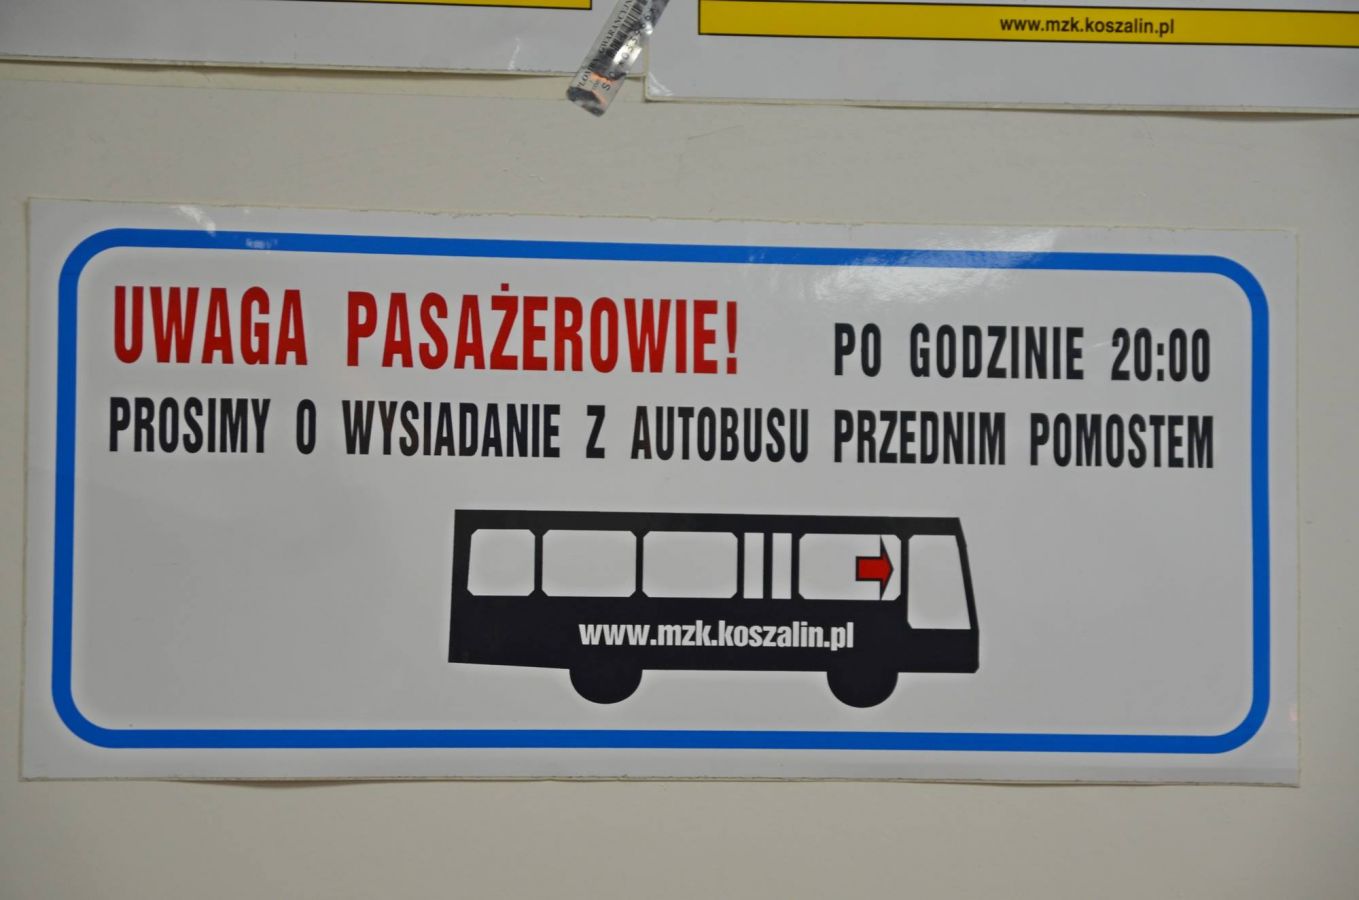 www.mzk.koszalin.pl
UWAGA PASAŻEROWIE! PO GODZINIE 20:00
PROSIMY O WYSIADANIE Z AUTOBUSU PRZEDNIM POMOSTEM
www.mzk.koszalin.pl